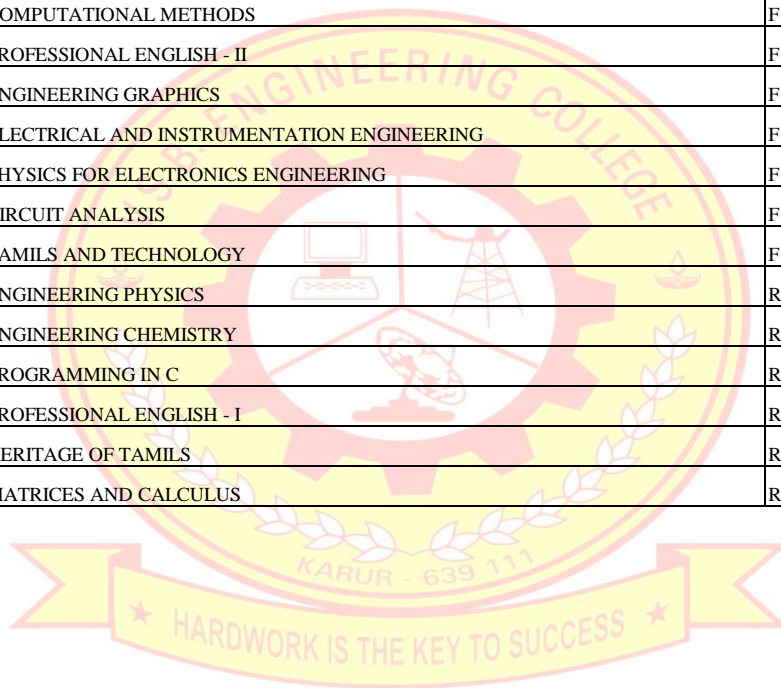 OMPUTATIONAL METHODS F
ROFESSIONAL ENGLISH - II F
NGINEERING GRAPHICS F
LECTRICAL AND INSTRUMENTATION ENGINEERING F
HYSICS FOR ELECTRONICS ENGINEERING F
IRCUIT ANALYSIS F
AMILS AND TECHNOLOGY F
NGINEERING PHYSICS R
NGINEERING CHEMISTRY R
ROGRAMMING IN C R
ROFESSIONAL ENGLISH - I R
ERITAGE OF TAMILS R
MATRICES AND CALCULUS R
V.S.B. ENGINEERING COLLEGE
KARUR - 639 111
HARDWORK IS THE KEY TO SUCCESS